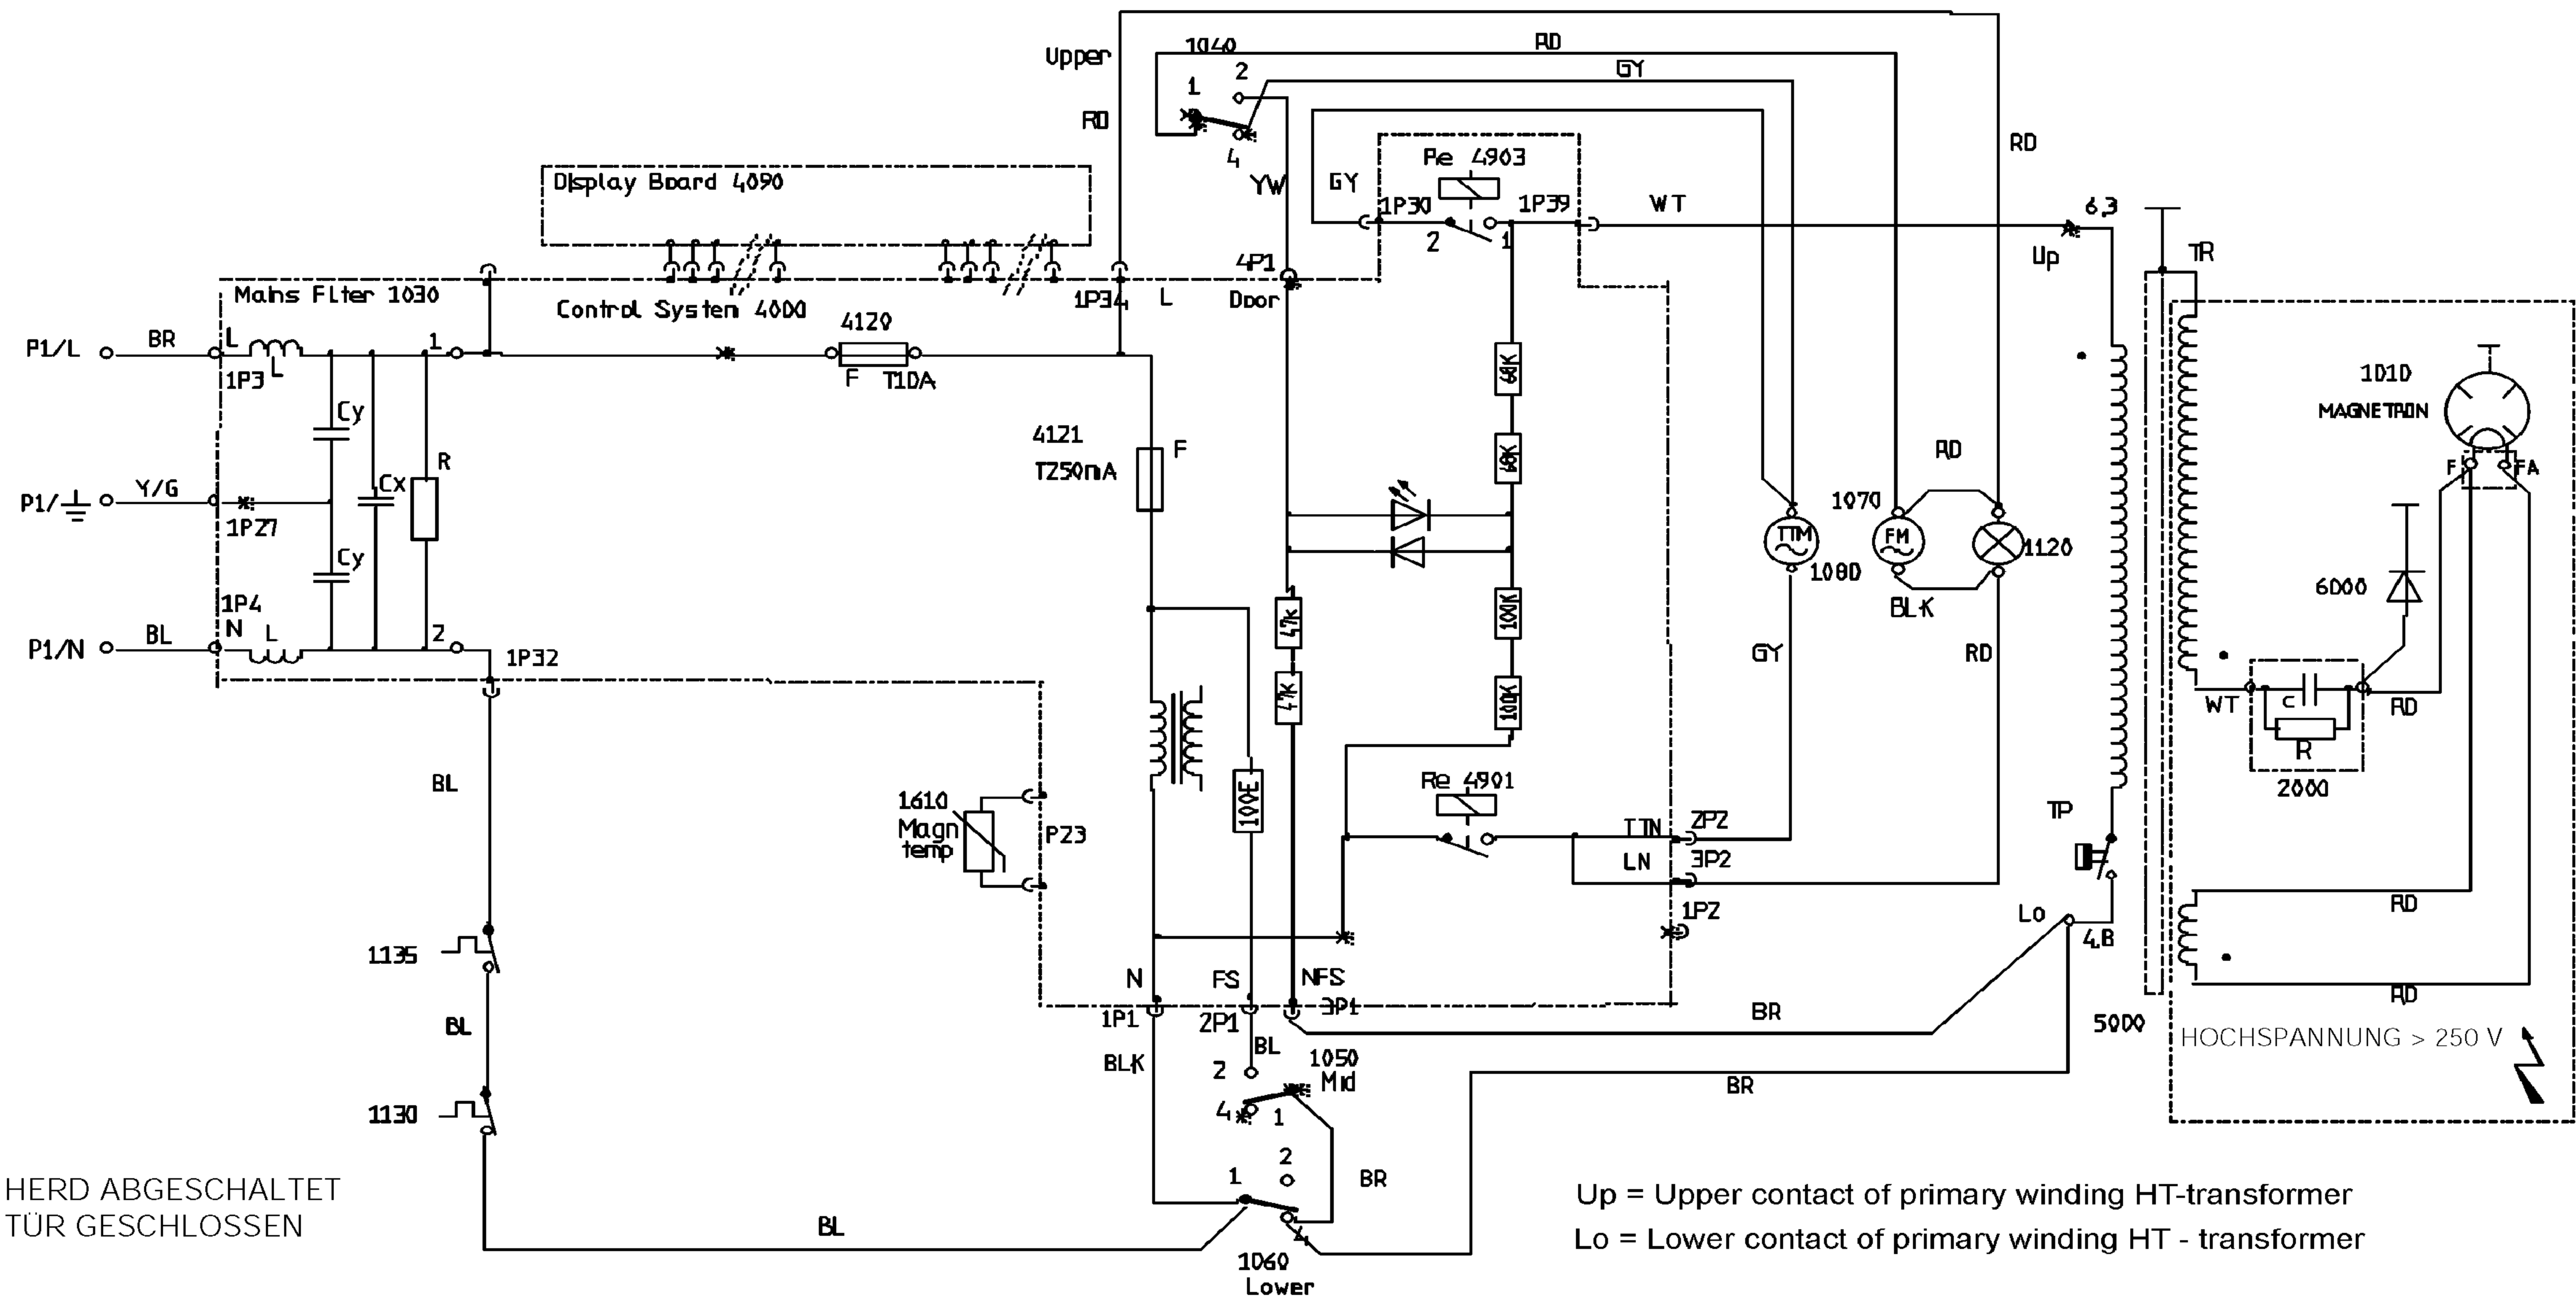 Upper
1040
RD
GY
2
1
4
RD
YW
RD
Display Board 4090
GY
Re 4903
1P30
1P39
WT
2
1
6,3
Up
TR
4P1
Door
Mains Flter 1030
Control System 4000
1P34
L
P1/L
BR
L
1P3
L
1
4120
F T10A
Cy
R
Cx
P1/
Y/G
1P27
Cy
1P4
N
L
2
P1/N
BL
1P32
4121
T250mA
F
68K
68K
47K
47K
100K
100K
100E
TTM
1080
1070
FM
RD
1120
BLK
GY
RD
1010
MAGNETRON
F
FA
6000
WT
C
R
RD
2000
BL
1610
Magn
temp
P23
Re 4901
TTN
2P2
LN
3P2
1P2
TP
Lo
4,8
RD
RD
1135
BL
1130
N
FS
NFS
1P1
2P1
3P1
BLK
BL
BR
5000
HOCHSPANNUNG > 250 V
2
1050
Mid
4
1
BR
2
1
BR
4
BL
1060
Lower
HERD ABGESCHALTET
TÜR GESCHLOSSEN
Up = Upper contact of primary winding HT-transformer
Lo = Lower contact of primary winding HT - transformer